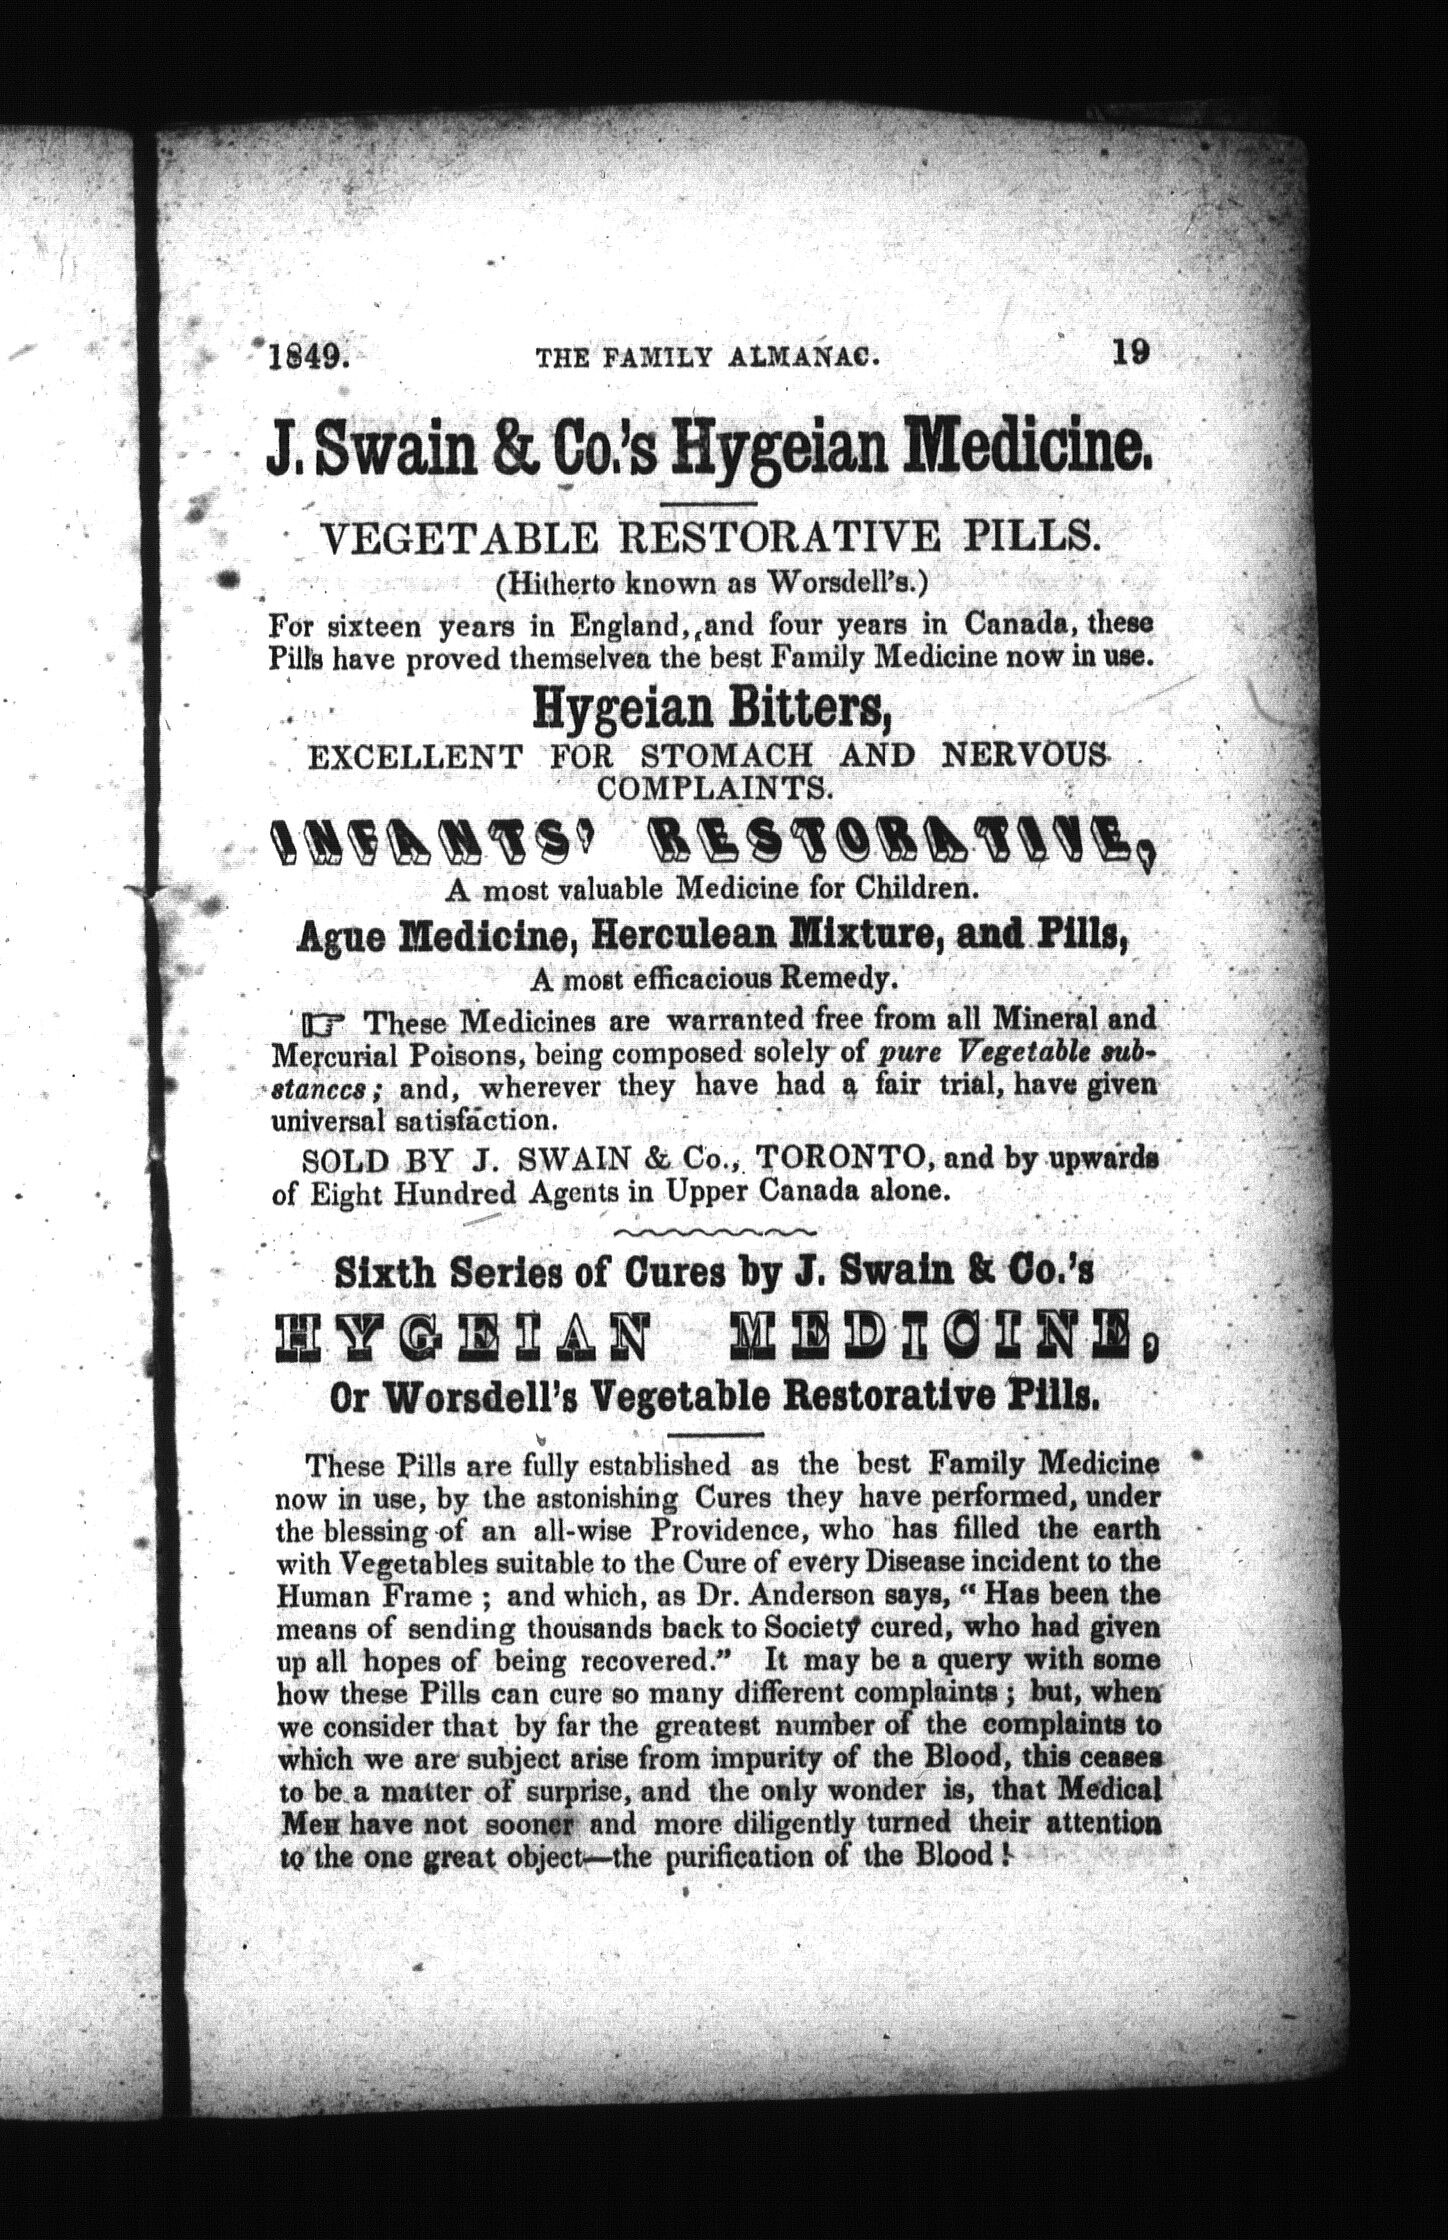 1849. THE FAMILY ALMANAC. 19
J. Swain & Co.'s Hygeian Medicine.
VEGETABLE RESTORATIVE PILLS.
(Hitherto known as Worsdell's.)
For sixteen years in England, and four years in Canada, these
Pills have proved themselvea the best Family Medicine now in use.
Hygeian Bitters,
EXCELLENT FOR STOMACH AND NERVOUS
COMPLAINTS.
INFANTS' RESTORATIVE,
A most valuable Medicine for Children.
Ague Medicine, Herculean Mixture, and Pills,
A most efficacious Remedy.
☞ These Medicines are warranted free from all Mineral and
Mercurial Poisons, being composed solely of pure Vegetable sub-
stances; and, wherever they have had a fair trial, have given
universal satisfaction.
SOLD BY J. SWAIN & Co., TORONTO, and by upwards
of Eight Hundred Agents in Upper Canada alone.
Sixth Series of Cures by J. Swain & Co.'s
HYGEIAN MEDICINE,
Or Worsdell's Vegetable Restorative Pills.
These Pills are fully established as the best Family Medicine
now in use, by the astonishing Cures they have performed, under
the blessing of an all-wise Providence, who has filled the earth
with Vegetables suitable to the Cure of every Disease incident to the
Human Frame ; and which, as Dr. Anderson says, "Has been the
means of sending thousands back to Society cured, who had given
up all hopes of being recovered." It may be a query with some
how these Pills can cure so many different complaints ; but, when
we consider that by far the greatest number of the complaints to
which we are subject arise from impurity of the Blood, this ceases
to be a matter of surprise, and the only wonder is, that Medical
Men have not sooner and more diligently turned their attention
to the one great object—the purification of the Blood !